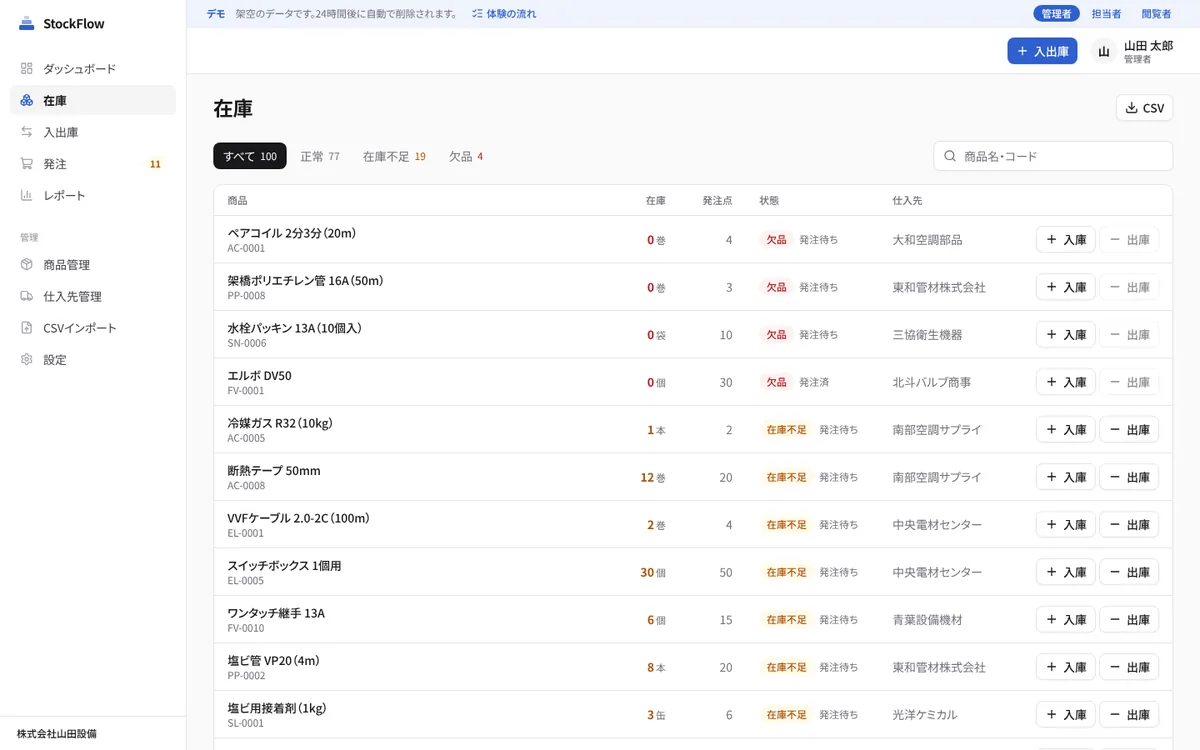 StockFlow
ダッシュボード
在庫
入出庫
発注 11
レポート
管理
商品管理
仕入先管理
CSVインポート
設定
株式会社山田設備
デモ 架空のデータです。24時間後に自動で削除されます。 体験の流れ
管理者 担当者 閲覧者
+ 入出庫
山 山田 太郎
管理者
在庫
CSV
すべて 100 正常 77 在庫不足 19 欠品 4
商品名・コード
商品 在庫 発注点 状態 仕入先
ペアコイル 2分3分（20m） 0 巻 4 欠品 発注待ち 大和空調部品 + 入庫 − 出庫
AC-0001
架橋ポリエチレン管 16A（50m） 0 巻 3 欠品 発注待ち 東和管材株式会社 + 入庫 − 出庫
PP-0008
水栓パッキン 13A（10個入） 0 袋 10 欠品 発注待ち 三協衛生機器 + 入庫 − 出庫
SN-0006
エルボ DV50 0 個 30 欠品 発注済 北斗バルブ商事 + 入庫 − 出庫
FV-0001
冷媒ガス R32（10kg） 1 本 2 在庫不足 発注待ち 南部空調サプライ + 入庫 − 出庫
AC-0005
断熱テープ 50mm 12 巻 20 在庫不足 発注待ち 南部空調サプライ + 入庫 − 出庫
AC-0008
VVFケーブル 2.0-2C（100m） 2 巻 4 在庫不足 発注待ち 中央電材センター + 入庫 − 出庫
EL-0001
スイッチボックス 1個用 30 個 50 在庫不足 発注待ち 中央電材センター + 入庫 − 出庫
EL-0005
ワンタッチ継手 13A 6 個 15 在庫不足 発注待ち 青葉設備機材 + 入庫 − 出庫
FV-0010
塩ビ管 VP20（4m） 8 本 20 在庫不足 発注待ち 東和管材株式会社 + 入庫 − 出庫
PP-0002
塩ビ用接着剤（1kg） 3 缶 6 在庫不足 発注待ち 光洋ケミカル + 入庫 − 出庫
SL-0001